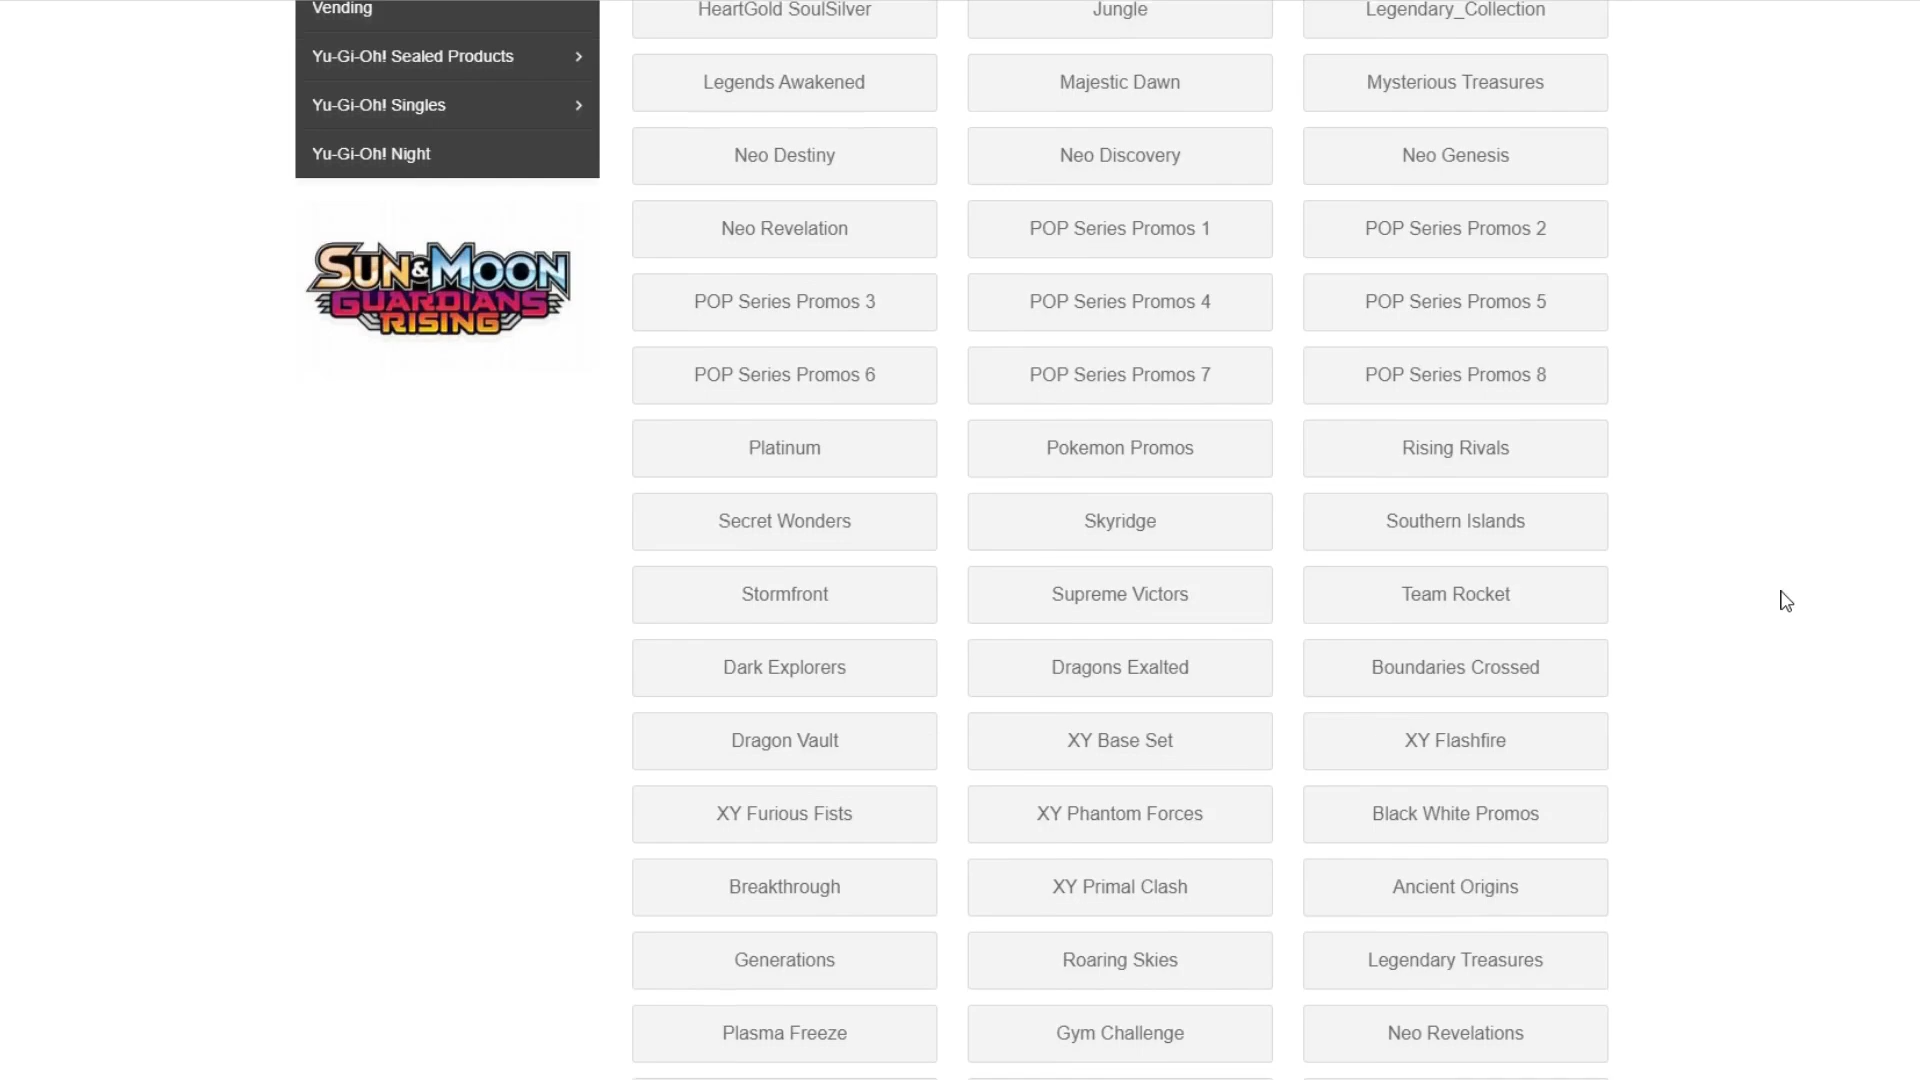 Vending
Yu-Gi-Oh! Sealed Products
Yu-Gi-Oh! Singles
Yu-Gi-Oh! Night
SUN & MOON
GUARDIANS
RISING
HeartGold SoulSilver
Jungle
Legendary_Collection
Legends Awakened
Majestic Dawn
Mysterious Treasures
Neo Destiny
Neo Discovery
Neo Genesis
Neo Revelation
POP Series Promos 1
POP Series Promos 2
POP Series Promos 3
POP Series Promos 4
POP Series Promos 5
POP Series Promos 6
POP Series Promos 7
POP Series Promos 8
Platinum
Pokemon Promos
Rising Rivals
Secret Wonders
Skyridge
Southern Islands
Stormfront
Supreme Victors
Team Rocket
Dark Explorers
Dragons Exalted
Boundaries Crossed
Dragon Vault
XY Base Set
XY Flashfire
XY Furious Fists
XY Phantom Forces
Black White Promos
Breakthrough
XY Primal Clash
Ancient Origins
Generations
Roaring Skies
Legendary Treasures
Plasma Freeze
Gym Challenge
Neo Revelations